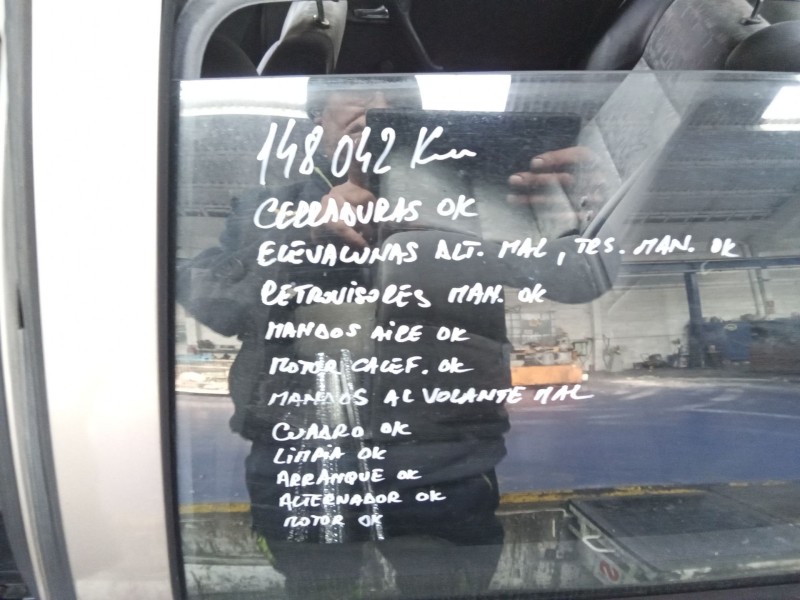 148.042 Km
CERRADURAS OK
ELEVALUNAS DLT. MAL, TRS. MAN. OK
RETROVISORES MAN. OK
MANDOS AIRE OK
MOTOR CALEF. OK
MANDOS AL VOLANTE MAL
CUADRO OK
LIMPIA OK
ARRANQUE OK
ALTERNADOR OK
MOTOR OK